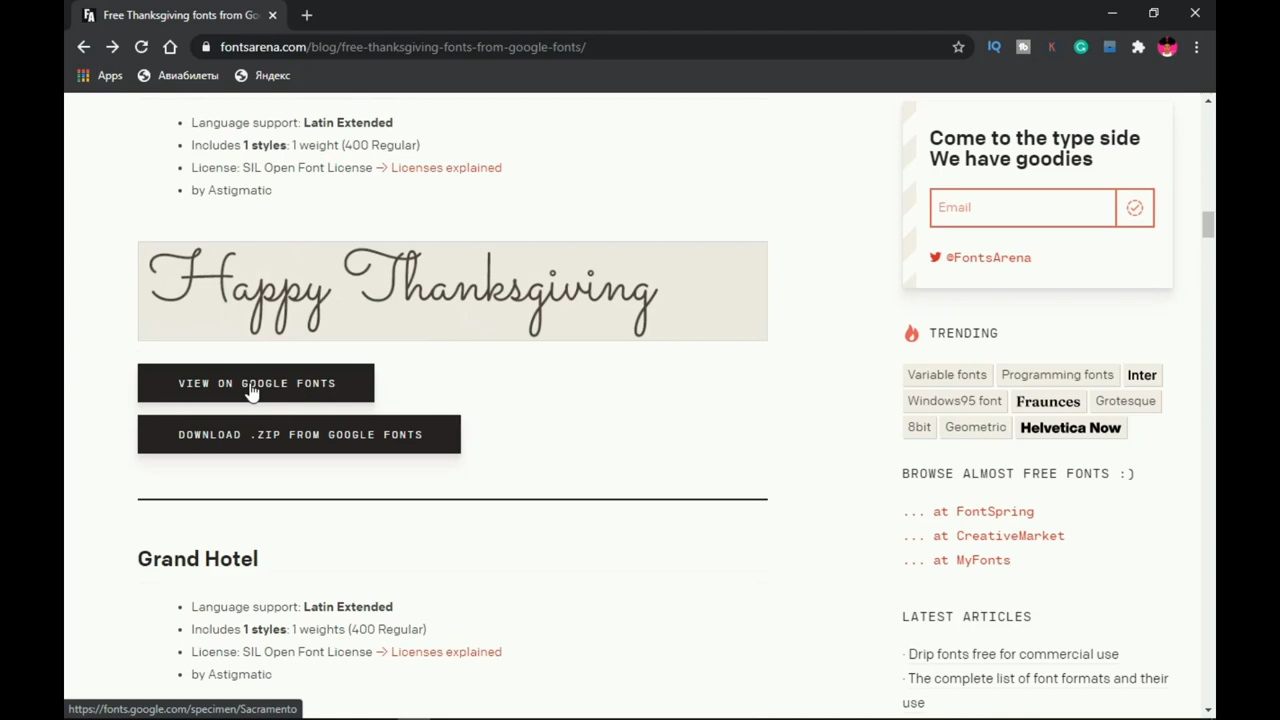 Free Thanksgiving fonts from Go
fontsarena.com/blog/free-thanksgiving-fonts-from-google-fonts/
Apps
Авиабилеты
Яндекс
Language support: Latin Extended
Includes 1 styles: 1 weight (400 Regular)
License: SIL Open Font License → Licenses explained
by Astigmatic
Happy Thanksgiving
VIEW ON GOOGLE FONTS
DOWNLOAD .ZIP FROM GOOGLE FONTS
Grand Hotel
Language support: Latin Extended
Includes 1 styles: 1 weights (400 Regular)
License: SIL Open Font License → Licenses explained
by Astigmatic
https://fonts.google.com/specimen/Sacramento
Come to the type side
We have goodies
Email
@FontsArena
TRENDING
Variable fonts Programming fonts Inter
Windows95 font Fraunces Grotesque
8bit Geometric Helvetica Now
BROWSE ALMOST FREE FONTS :)
... at FontSpring
... at CreativeMarket
... at MyFonts
LATEST ARTICLES
· Drip fonts free for commercial use
· The complete list of font formats and their
use